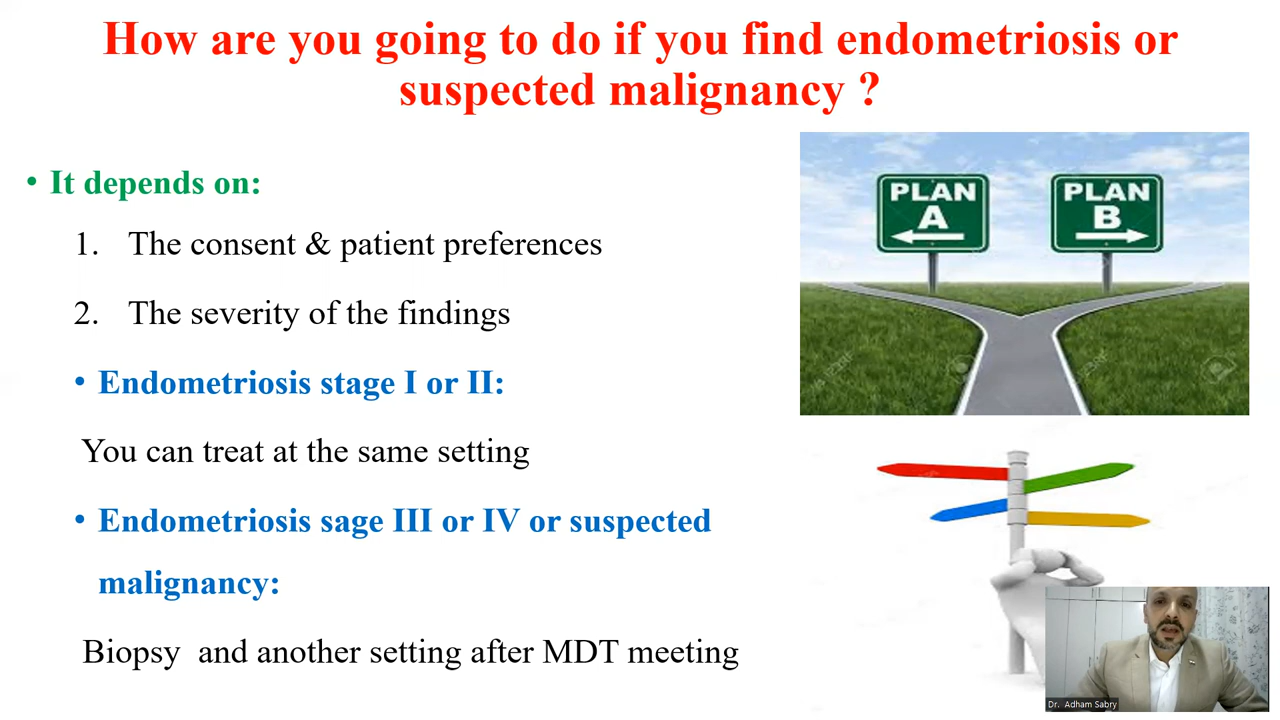 How are you going to do if you find endometriosis or
suspected malignancy ?
• It depends on:
1. The consent & patient preferences
2. The severity of the findings
• Endometriosis stage I or II:
You can treat at the same setting
• Endometriosis sage III or IV or suspected
malignancy:
Biopsy and another setting after MDT meeting
PLAN
A
PLAN
B
Dr. Adham Sabry